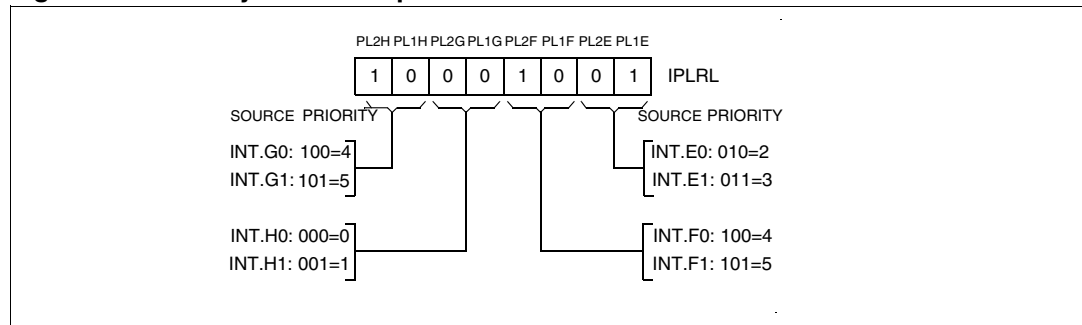 PL2H PL1H PL2G PL1G PL2F PL1F PL2E PL1E
1 0 0 0 1 0 0 1 IPLRL
SOURCE PRIORITY SOURCE PRIORITY
INT.G0: 100=4 INT.E0: 010=2
INT.G1: 101=5 INT.E1: 011=3
INT.H0: 000=0 INT.F0: 100=4
INT.H1: 001=1 INT.F1: 101=5